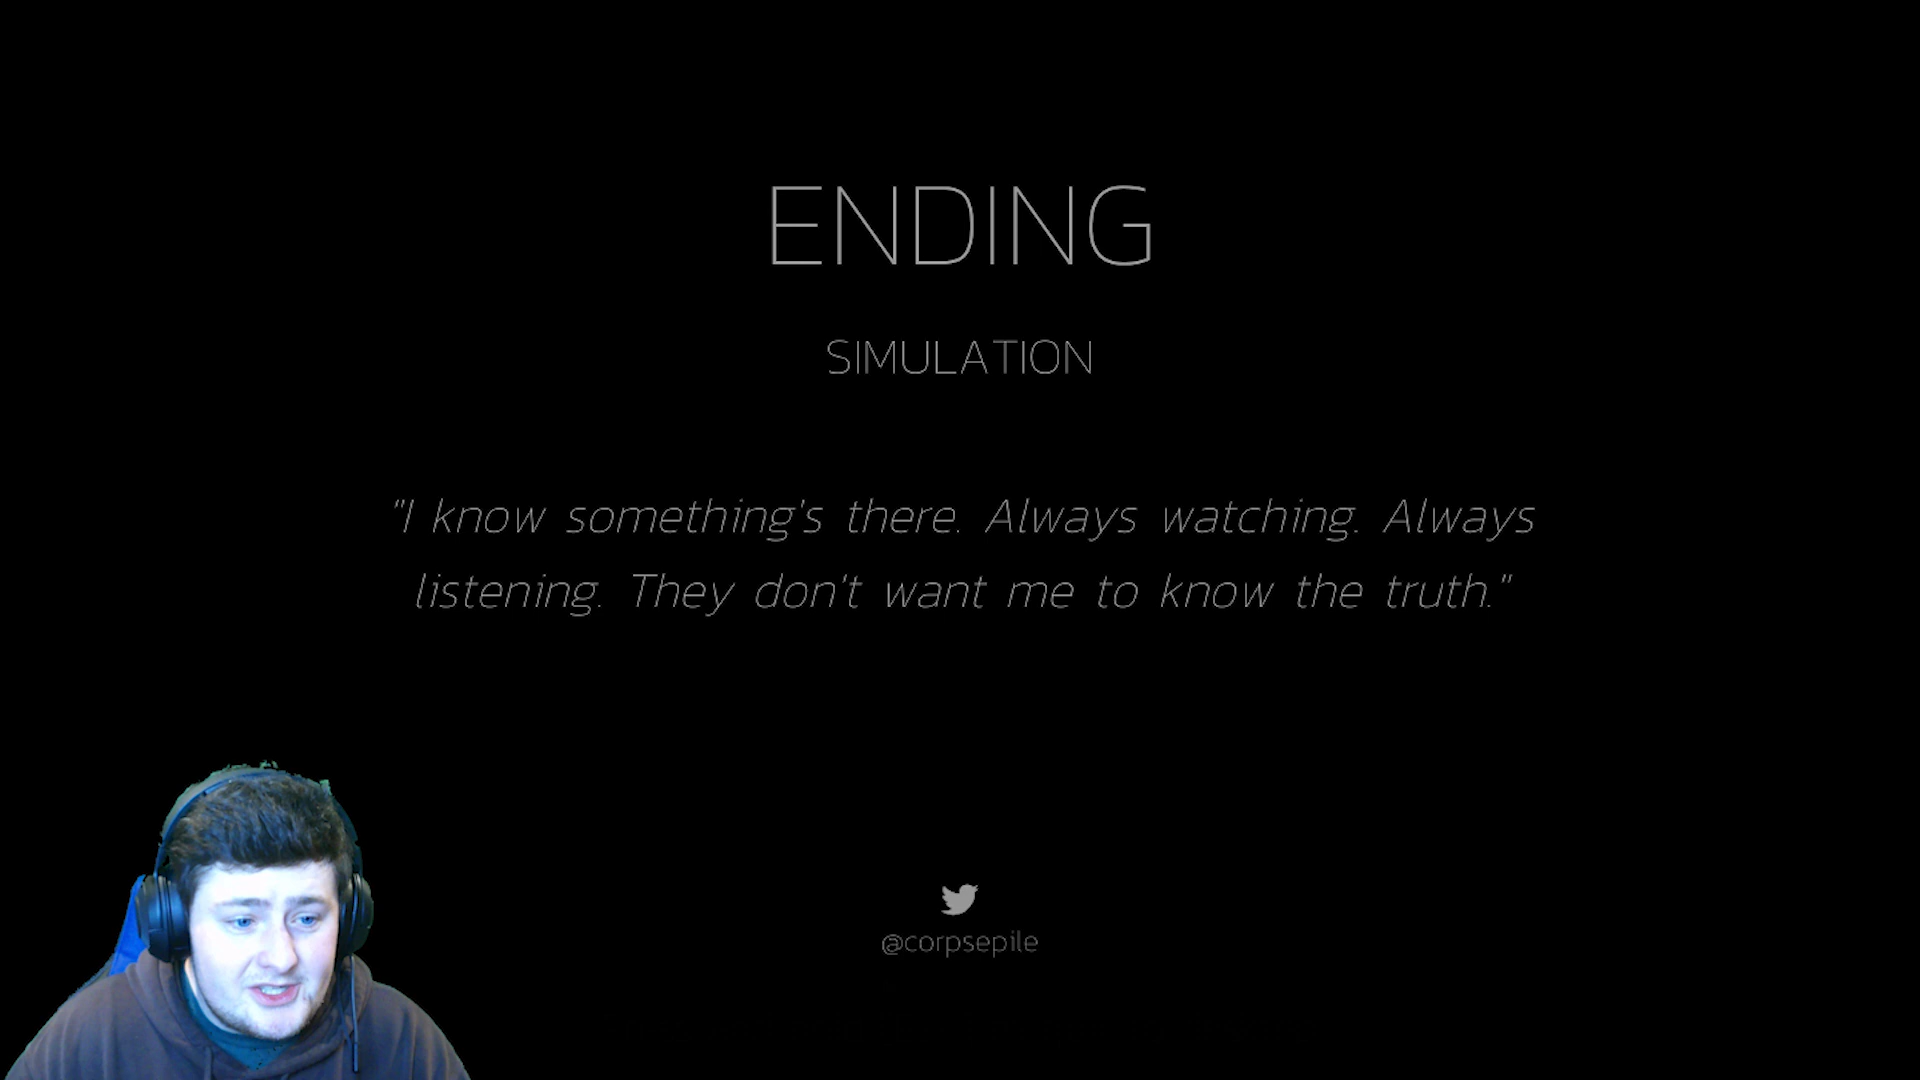 ENDING
SIMULATION
"I know something's there. Always watching. Always
listening. They don't want me to know the truth."
@corpsepile